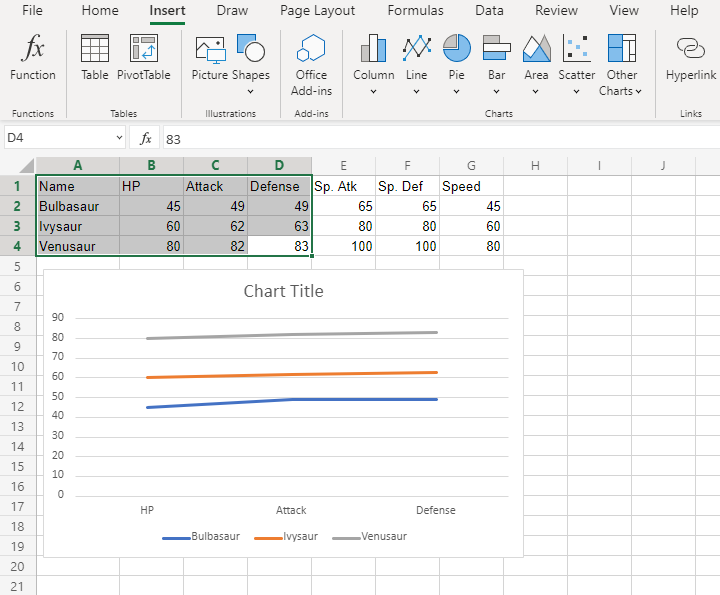 File Home Insert Draw Page Layout Formulas Data Review View Help
Function Table PivotTable Picture Shapes Office Add-ins Column Line Pie Bar Area Scatter Other Charts Hyperlink
Functions Tables Illustrations Add-ins Charts Links
D4 fx 83
A B C D E F G H I J
1 Name HP Attack Defense Sp. Atk Sp. Def Speed
2 Bulbasaur 45 49 49 65 65 45
3 Ivysaur 60 62 63 80 80 60
4 Venusaur 80 82 83 100 100 80
5
6
7
8
9
10
11
12
13
14
15
16
17
18
19
20
21
Chart Title
90
80
70
60
50
40
30
20
10
0
HP Attack Defense
Bulbasaur Ivysaur Venusaur